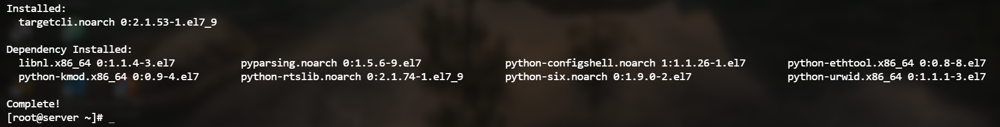 Installed:
targetcli.noarch 0:2.1.53-1.el7_9
Dependency Installed:
libnl.x86_64 0:1.1.4-3.el7 pyparsing.noarch 0:1.5.6-9.el7 python-configshell.noarch 1:1.1.26-1.el7 python-ethtool.x86_64 0:0.8-8.el7
python-kmod.x86_64 0:0.9-4.el7 python-rtslib.noarch 0:2.1.74-1.el7_9 python-six.noarch 0:1.9.0-2.el7 python-urwid.x86_64 0:1.1.1-3.el7
Complete!
[root@server ~]# _